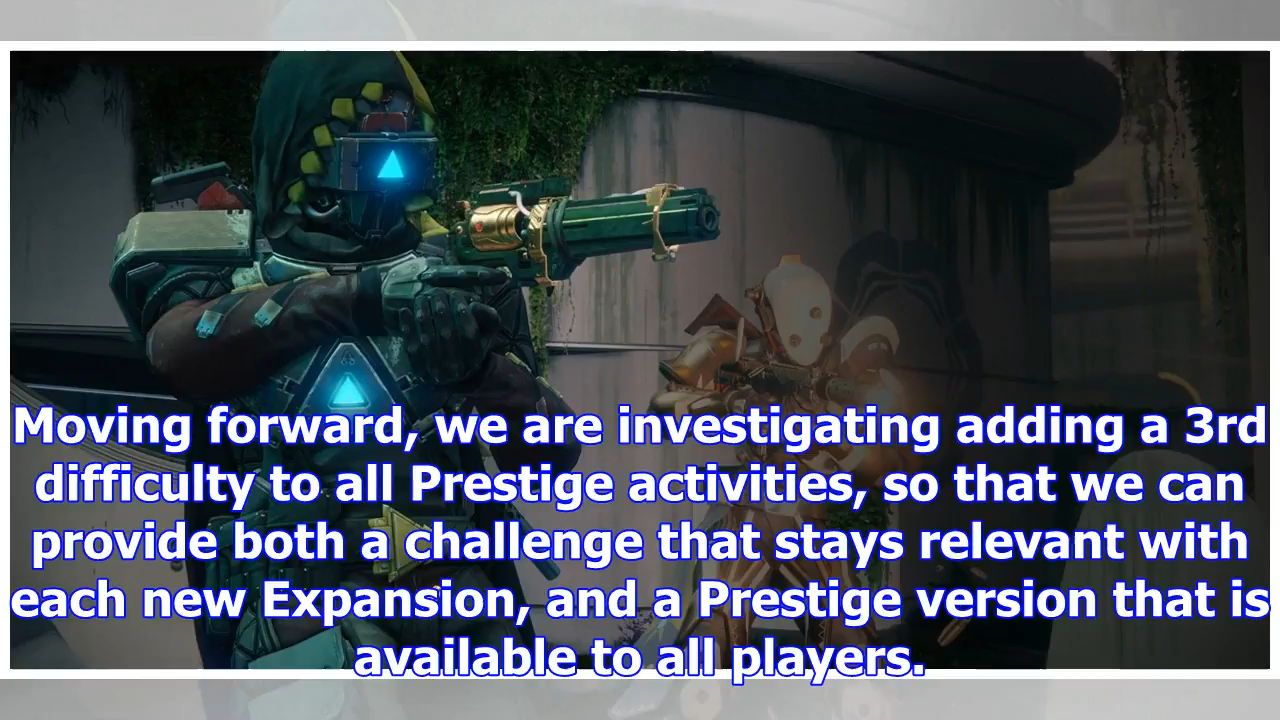 Moving forward, we are investigating adding a 3rd
difficulty to all Prestige activities, so that we can
provide both a challenge that stays relevant with
each new Expansion, and a Prestige version that is
available to all players.